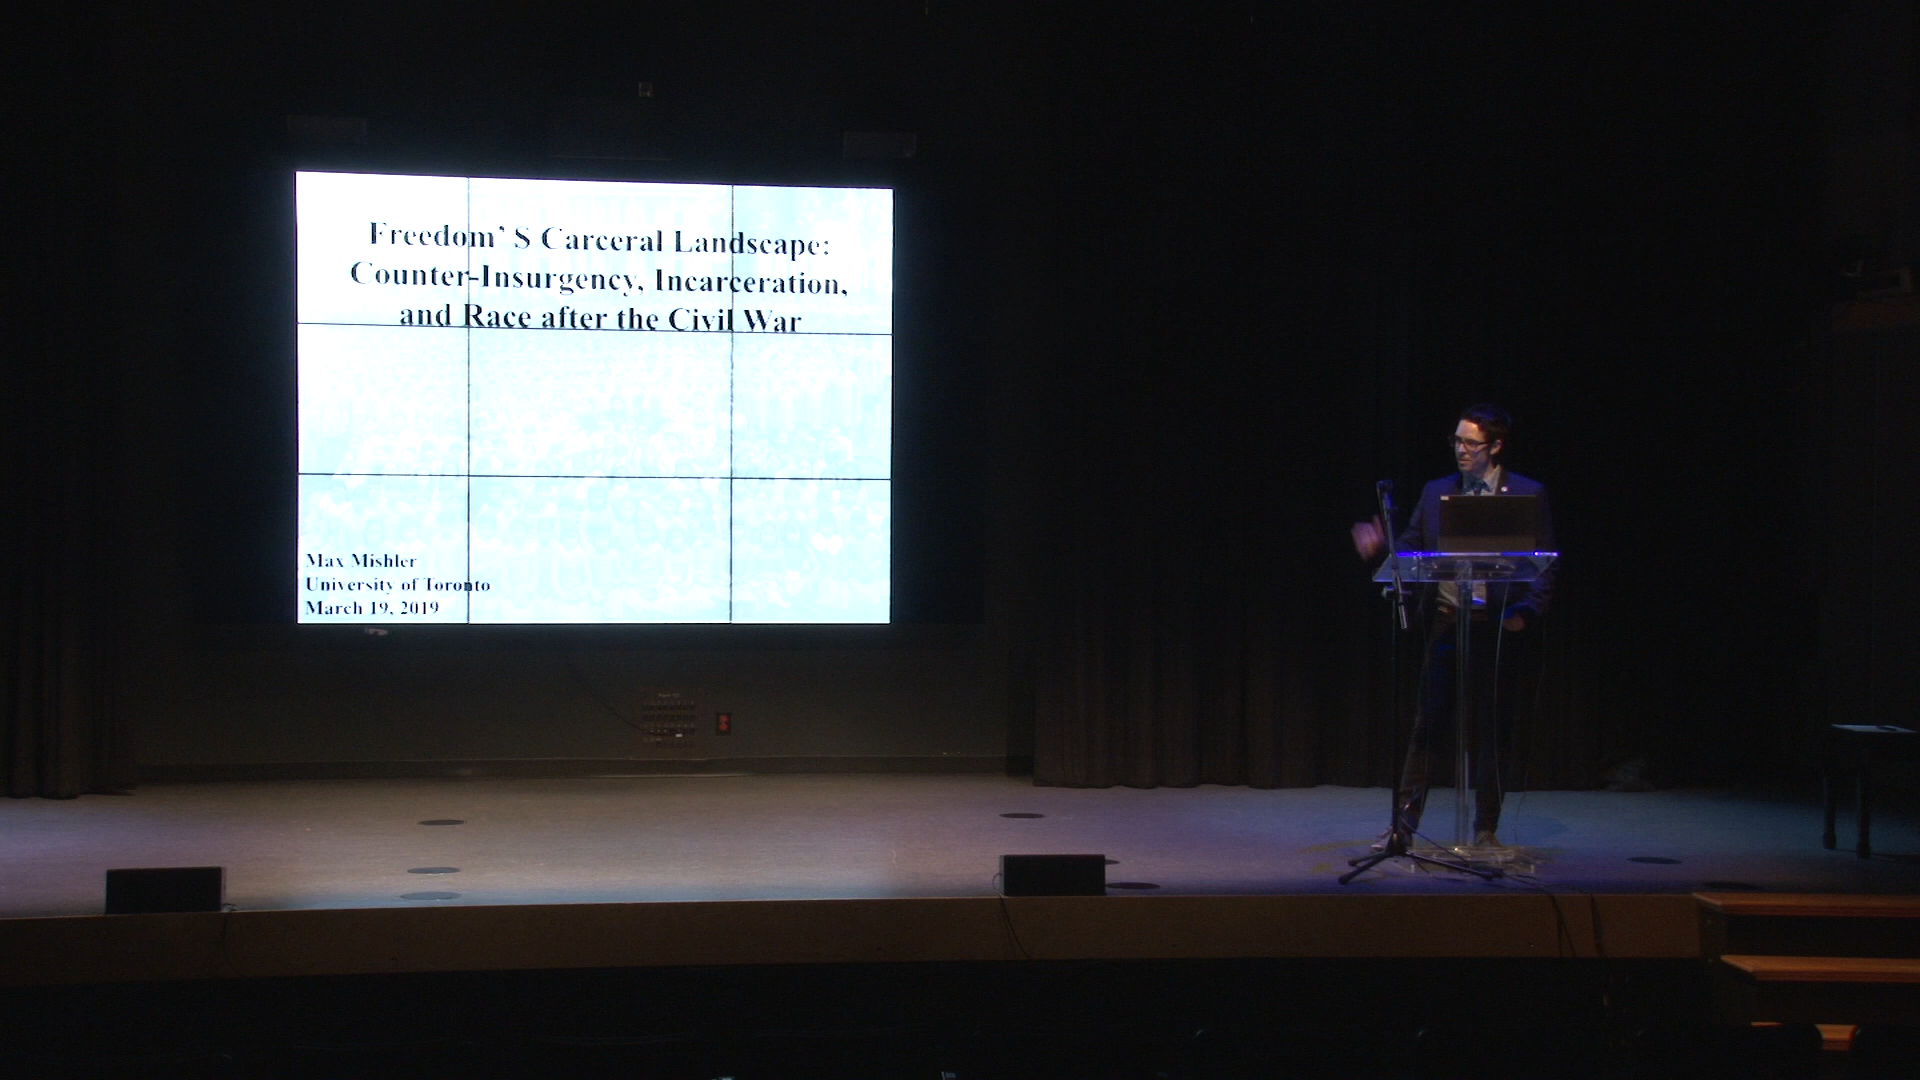 Freedom' S Carceral Landscape:
Counter-Insurgency, Incarceration,
and Race after the Civil War
Max Mishler
University of Toronto
March 19, 2019